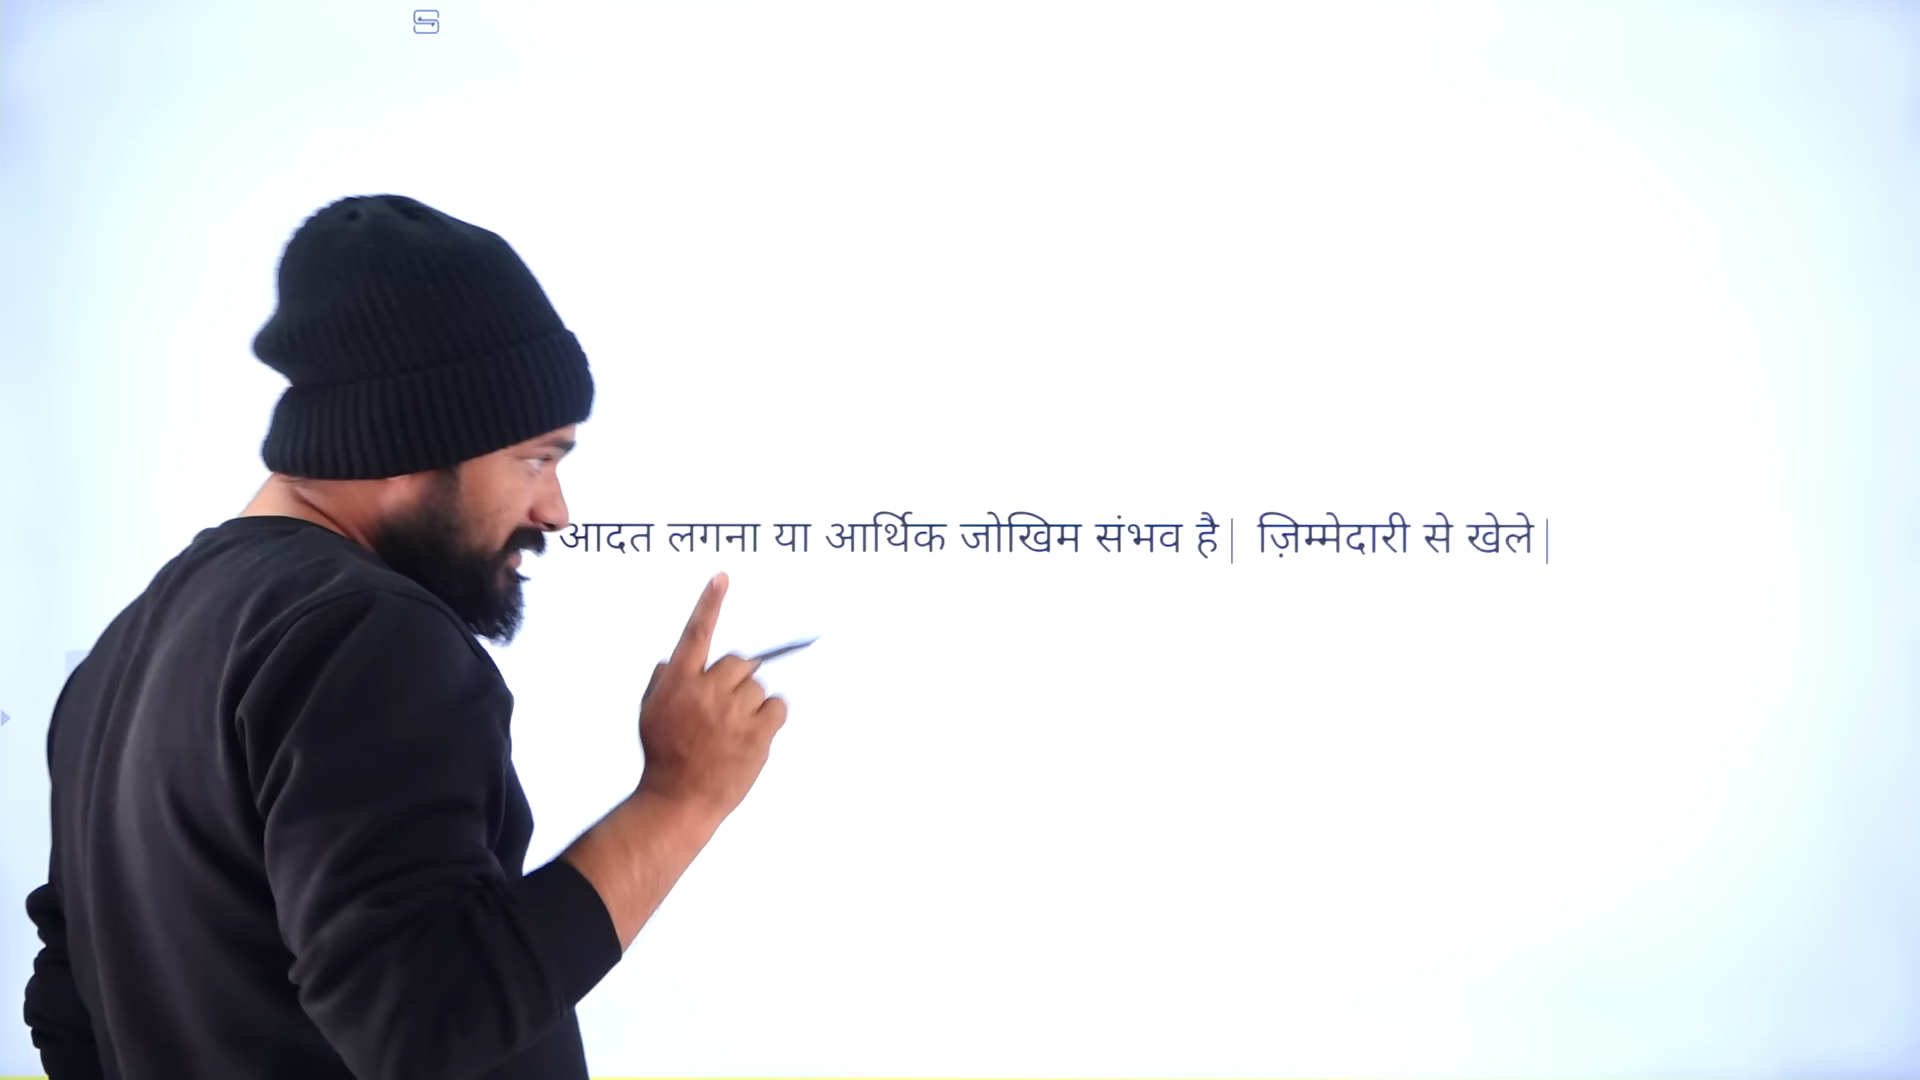 आदत लगना या आर्थिक जोखिम संभव है| ज़िम्मेदारी से खेले|